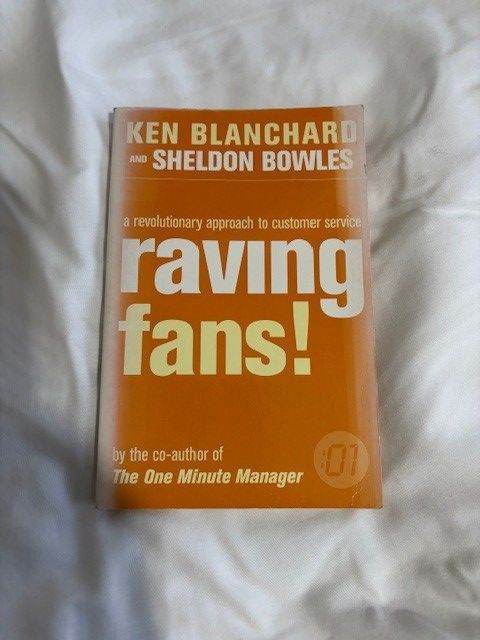 KEN BLANCHARD
AND SHELDON BOWLES
a revolutionary approach to customer service
raving
fans!
by the co-author of
The One Minute Manager
:01